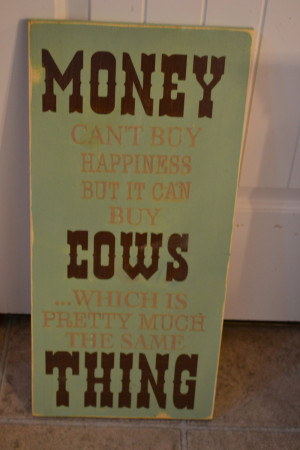 MONEY
CAN'T BUY
HAPPINESS
BUT IT CAN
BUY
COWS
...WHICH IS
PRETTY MUCH
THE SAME
THING